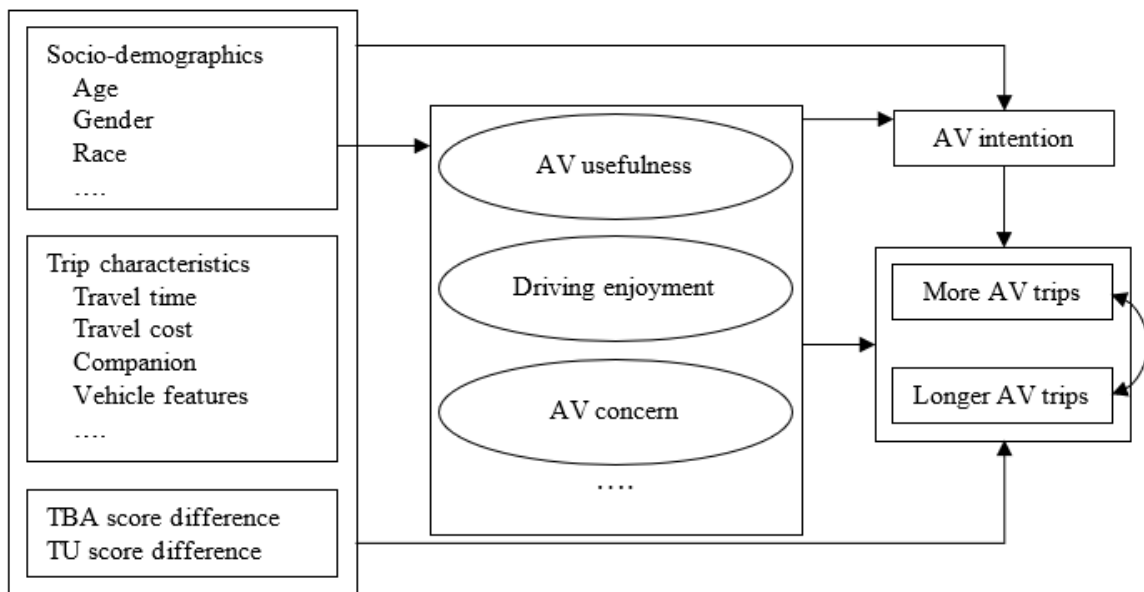 Socio-demographics
Age
Gender
Race
….
Trip characteristics
Travel time
Travel cost
Companion
Vehicle features
….
TBA score difference
TU score difference
AV usefulness
Driving enjoyment
AV concern
….
AV intention
More AV trips
Longer AV trips